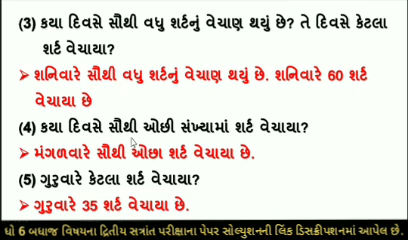 (3) કયા દિવસે સૌથી વધુ શર્ટનું વેચાણ થયું છે? તે દિવસે કેટલા
શર્ટ વેચાયા?
➢ શનિવારે સૌથી વધુ શર્ટનું વેચાણ થયું છે. શનિવારે 60 શર્ટ
વેચાયા છે
(4) કયા દિવસે સૌથી ઓછી સંખ્યામાં શર્ટ વેચાયા?
➢ મંગળવારે સૌથી ઓછા શર્ટ વેચાયા છે.
(5) ગુરુવારે કેટલા શર્ટ વેચાયા?
➢ ગુરુવારે 35 શર્ટ વેચાયા છે.
ધો 6 બધાજ વિષયના દ્વિતીય સત્રાંત પરીક્ષાના પેપર સોલ્યુશનની લિંક ડિસ્ક્રીપ્શનમાં આપેલ છે.